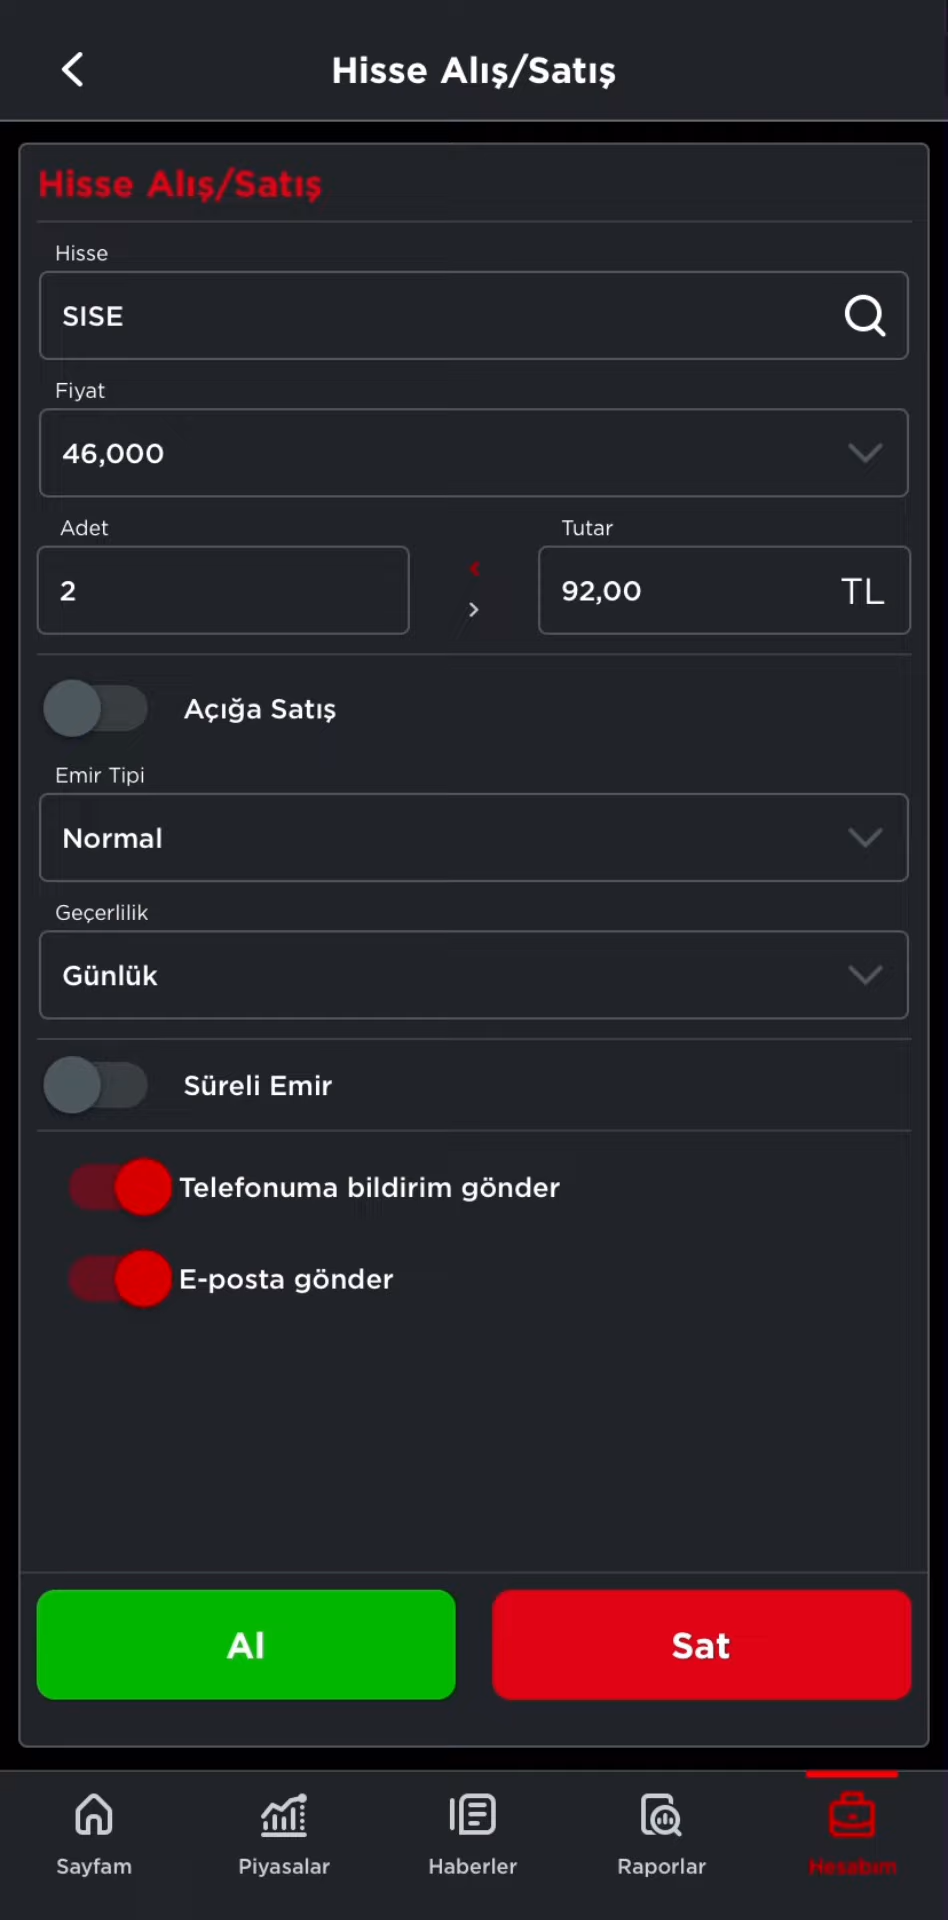 Hisse Alış/Satış
Hisse Alış/Satış
Hisse
SISE
Fiyat
46,000
Adet
Tutar
2
92,00 TL
Açığa Satış
Emir Tipi
Normal
Geçerlilik
Günlük
Süreli Emir
Telefonuma bildirim gönder
E-posta gönder
Al
Sat
Sayfam
Piyasalar
Haberler
Raporlar
Hesabım